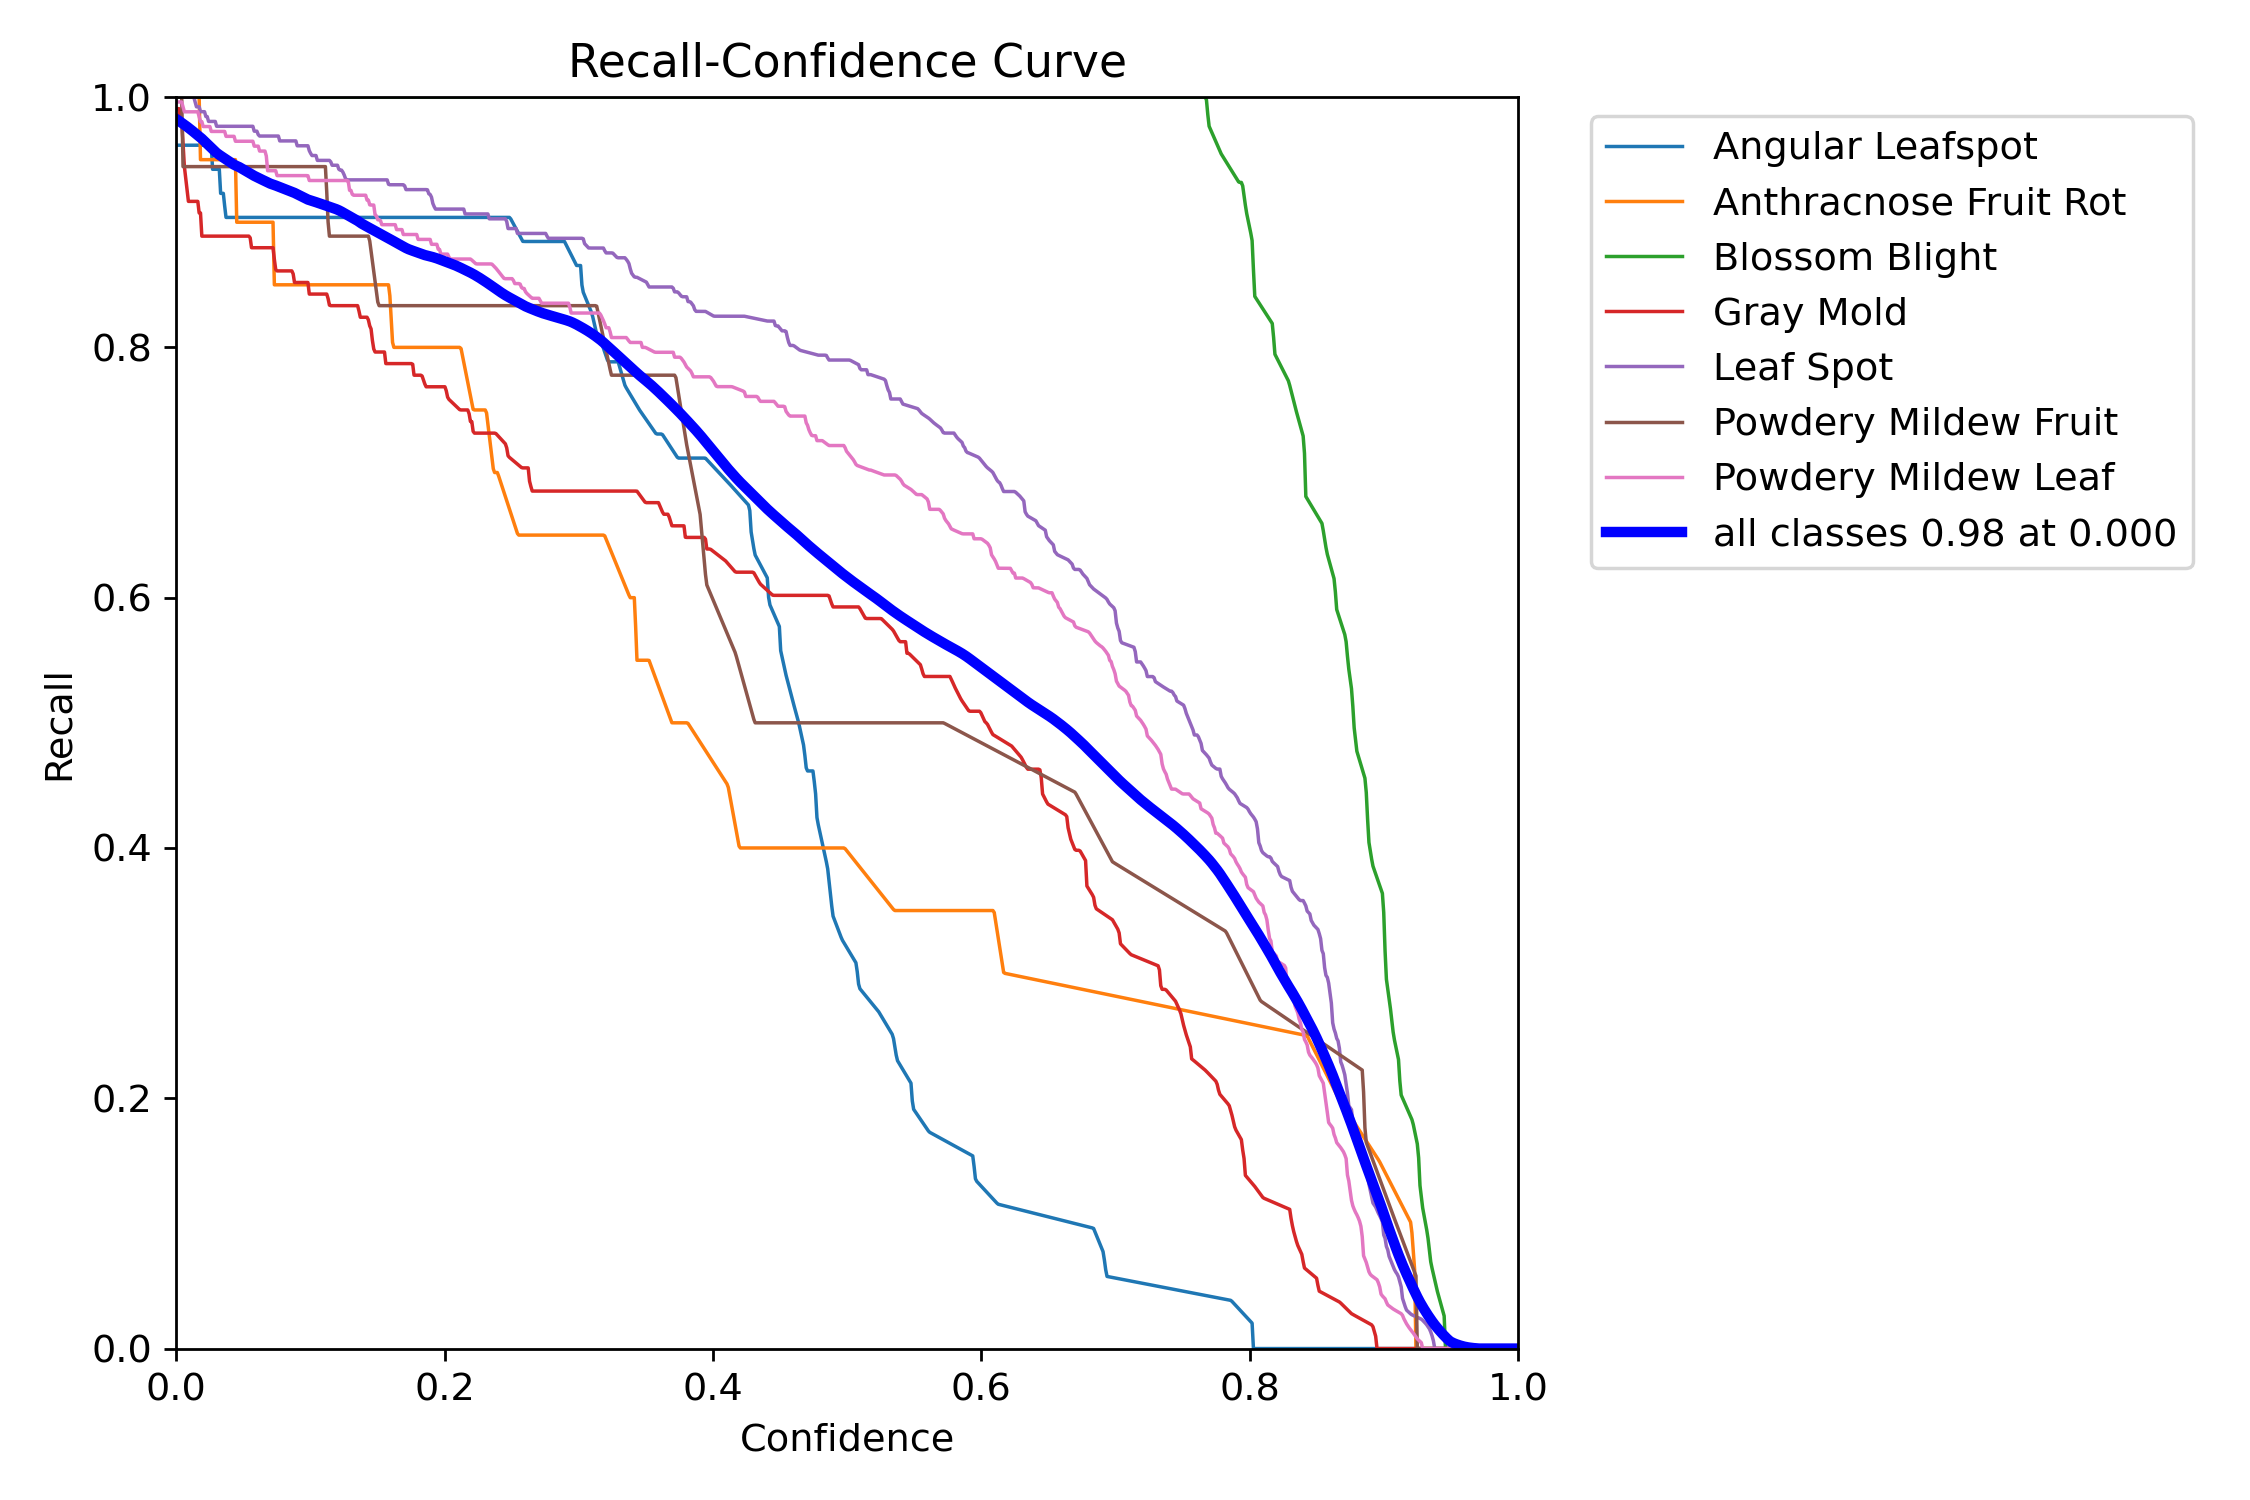 Recall-Confidence Curve
1.0
0.8
0.6
0.4
0.2
0.0
Recall
0.0 0.2 0.4 0.6 0.8 1.0
Confidence
Angular Leafspot
Anthracnose Fruit Rot
Blossom Blight
Gray Mold
Leaf Spot
Powdery Mildew Fruit
Powdery Mildew Leaf
all classes 0.98 at 0.000